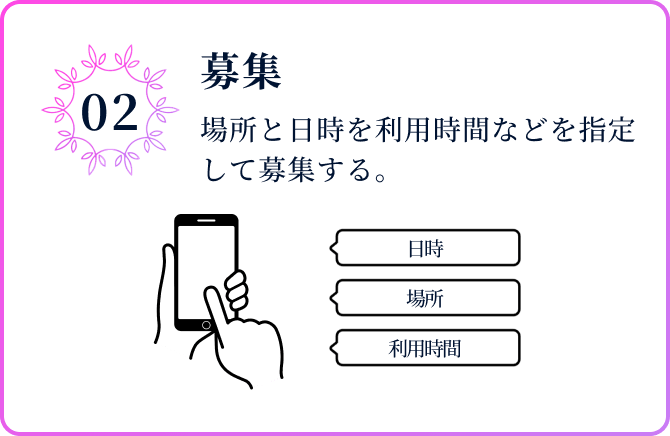 02
募集
場所と日時を利用時間などを指定
して募集する。
日時
場所
利用時間